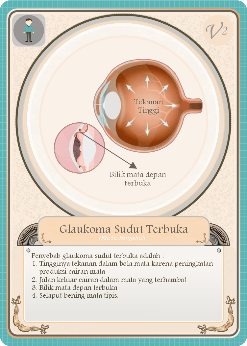 V2
Tekanan
Tinggi
Bilik mata depan
terbuka
Glaukoma Sudut Terbuka
Penyebab glaukoma sudut terbuka adalah :
1. Tingginya tekanan dalam bola mata karena peningkatan
produksi cairan mata
2. Jalan keluar cairan dalam mata yang terhambat
3. Bilik mata depan terbuka
4. Selaput bening mata tipis.